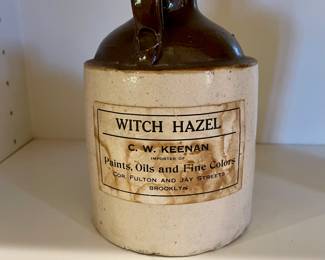 WITCH HAZEL
C. W. KEENAN
IMPORTER OF
Paints, Oils and Fine Colors
COR. FULTON AND JAY STREETS
BROOKLYN